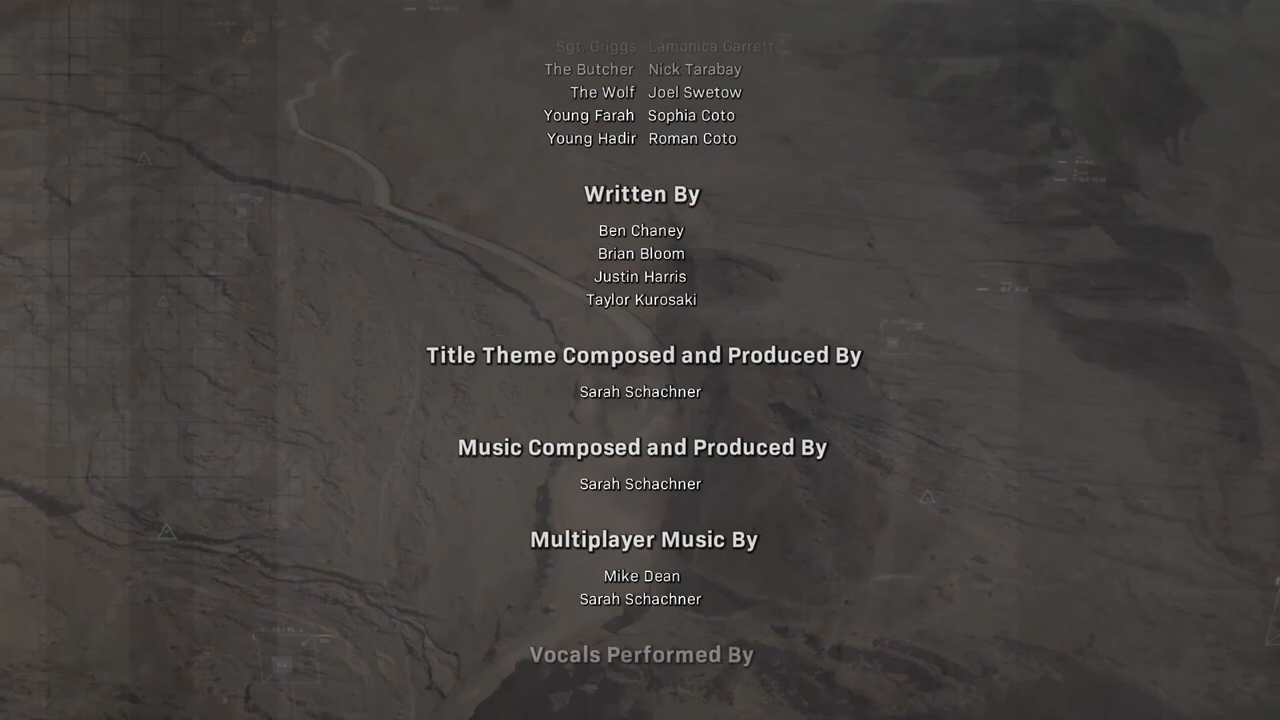 Sgt. Griggs Lamonica Garrett
The Butcher Nick Tarabay
The Wolf Joel Swetow
Young Farah Sophia Coto
Young Hadir Roman Coto
Written By
Ben Chaney
Brian Bloom
Justin Harris
Taylor Kurosaki
Title Theme Composed and Produced By
Sarah Schachner
Music Composed and Produced By
Sarah Schachner
Multiplayer Music By
Mike Dean
Sarah Schachner
Vocals Performed By